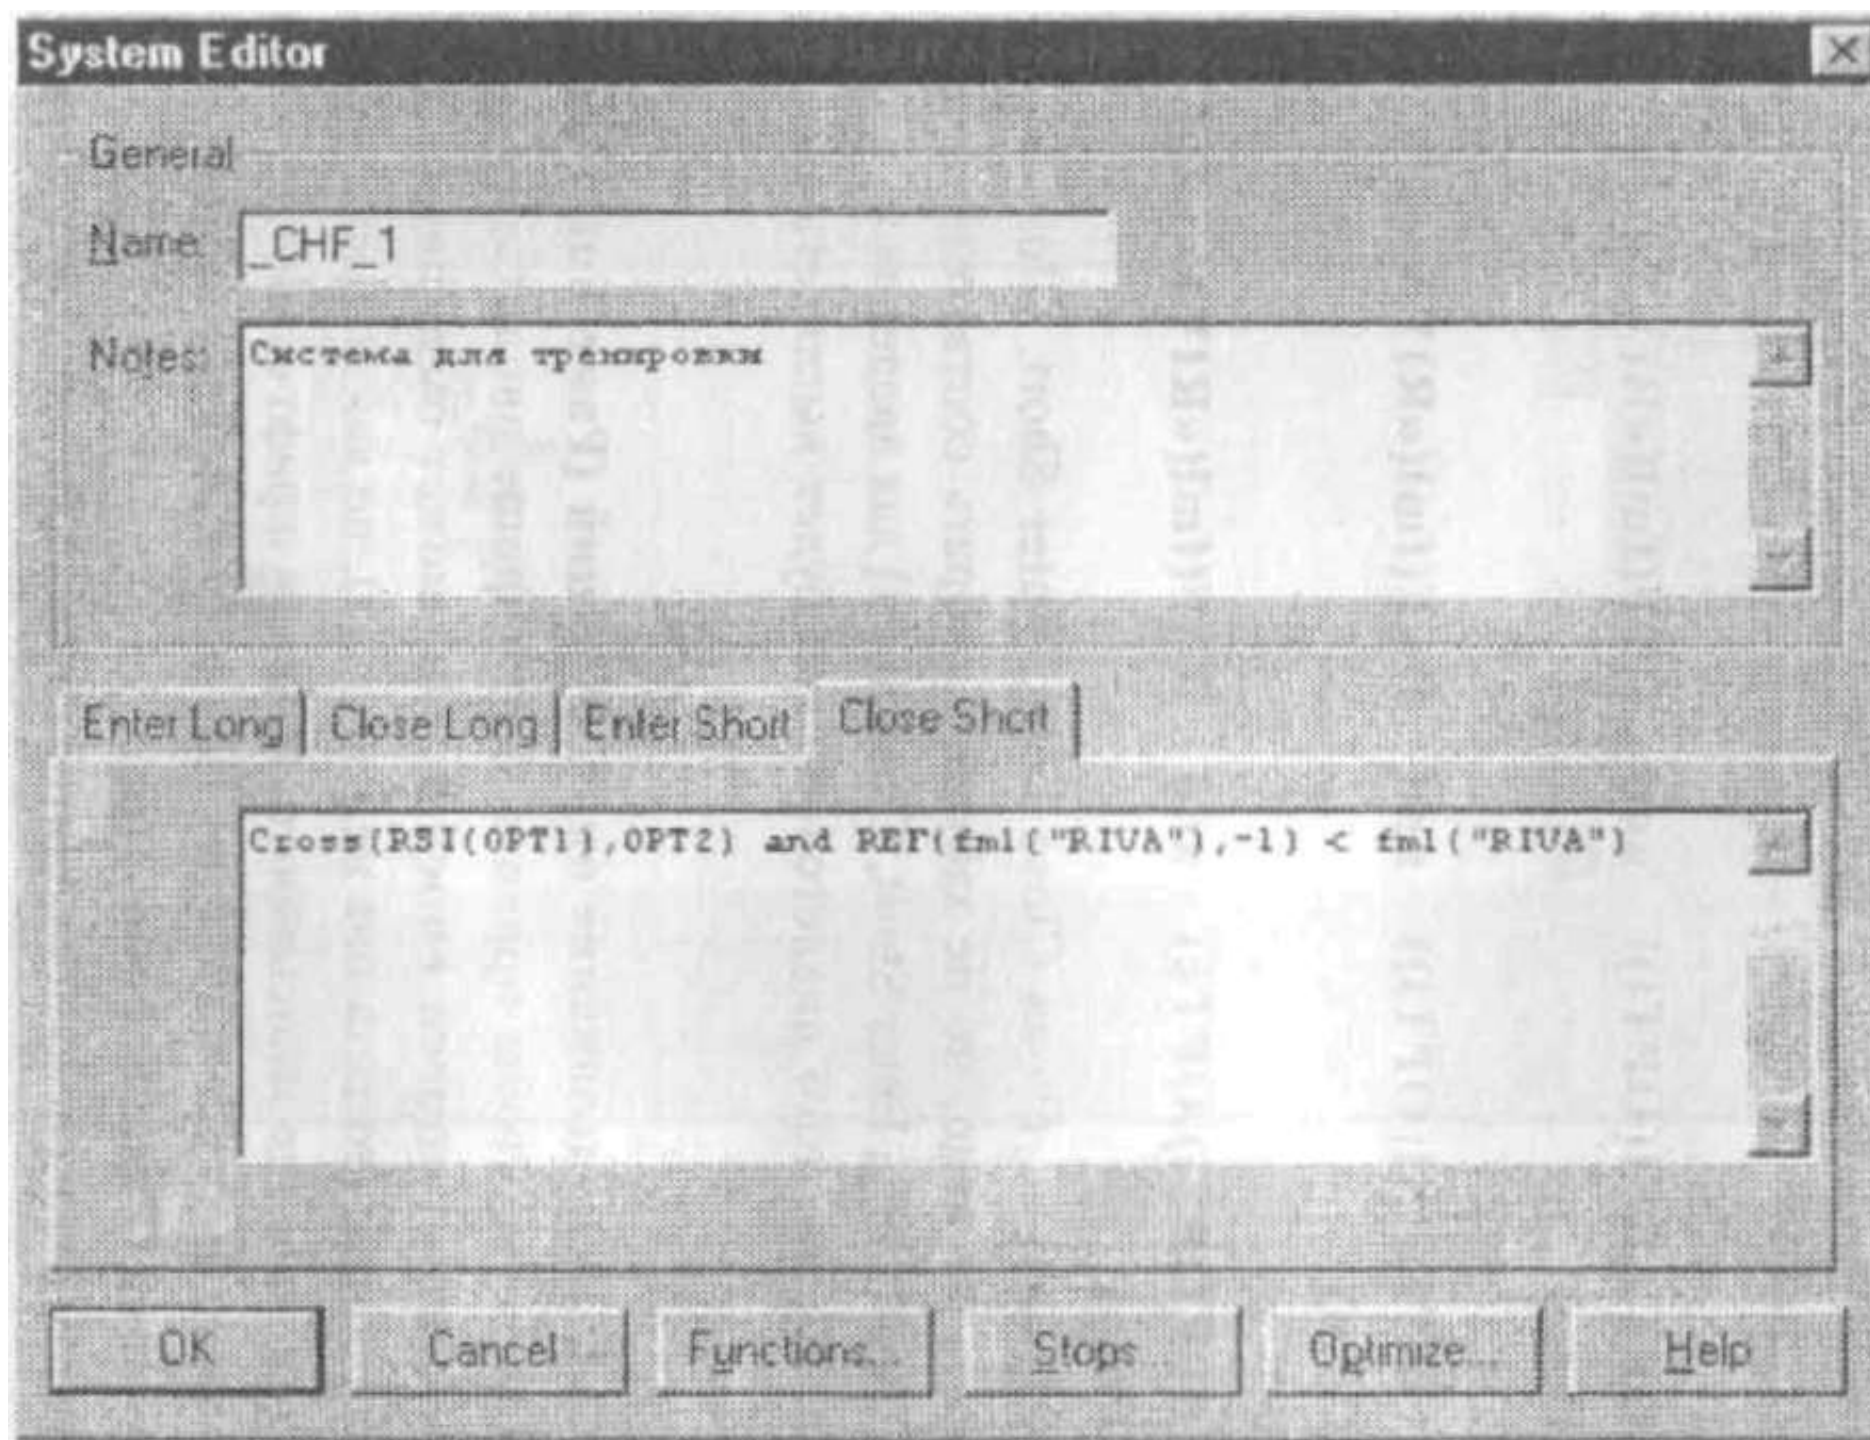 System Editor
General
Name: _CHF_1
Notes: Система для тренировки
Enter Long Close Long Enter Short Close Short
Cross(RSI(OPT1),OPT2) and REF(fml("RIVA"),-1) < fml("RIVA")
OK Cancel Functions... Stops... Optimize... Help